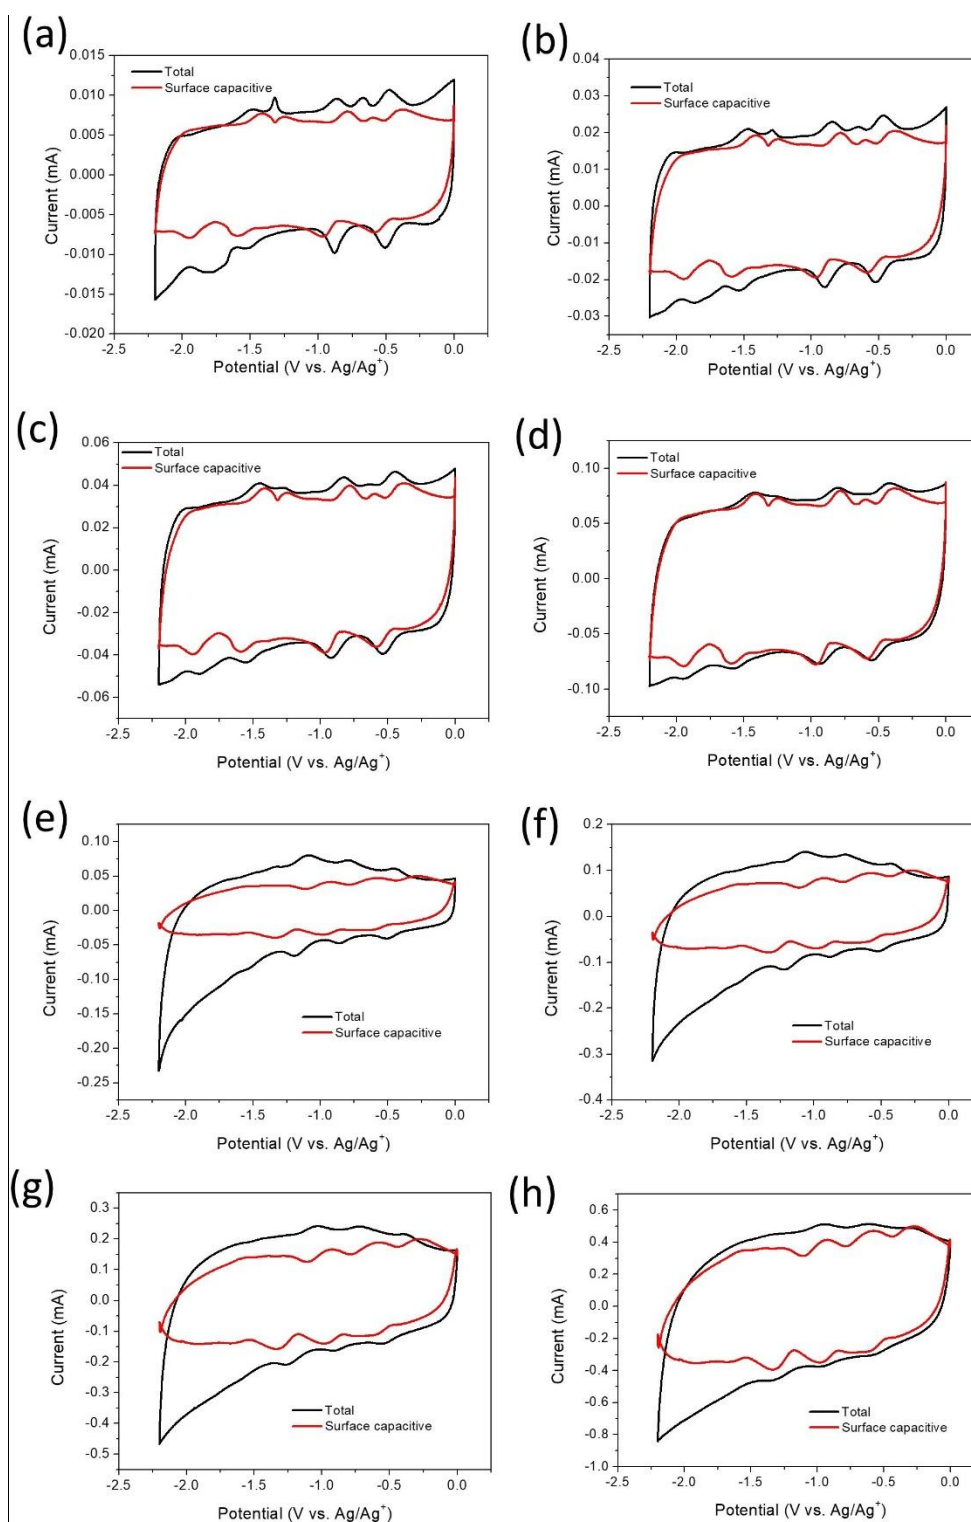 (a)
0.015
0.010
0.005
0.000
-0.005
-0.010
-0.015
-0.020
Current (mA)
Total
Surface capacitive
-2.5 -2.0 -1.5 -1.0 -0.5 0.0
Potential (V vs. Ag/Ag⁺)
(b)
0.04
0.03
0.02
0.01
0.00
-0.01
-0.02
-0.03
Current (mA)
Total
Surface capacitive
-2.5 -2.0 -1.5 -1.0 -0.5 0.0
Potential (V vs. Ag/Ag⁺)
(c)
0.06
0.04
0.02
0.00
-0.02
-0.04
-0.06
Current (mA)
Total
Surface capacitive
-2.5 -2.0 -1.5 -1.0 -0.5 0.0
Potential (V vs. Ag/Ag⁺)
(d)
0.10
0.05
0.00
-0.05
-0.10
Current (mA)
Total
Surface capacitive
-2.5 -2.0 -1.5 -1.0 -0.5 0.0
Potential (V vs. Ag/Ag⁺)
(e)
0.10
0.05
0.00
-0.05
-0.10
-0.15
-0.20
-0.25
Current (mA)
Total
Surface capacitive
-2.5 -2.0 -1.5 -1.0 -0.5 0.0
Potential (V vs. Ag/Ag⁺)
(f)
0.2
0.1
0.0
-0.1
-0.2
-0.3
-0.4
Current (mA)
Total
Surface capacitive
-2.5 -2.0 -1.5 -1.0 -0.5 0.0
Potential (V vs. Ag/Ag⁺)
(g)
0.3
0.2
0.1
0.0
-0.1
-0.2
-0.3
-0.4
-0.5
Current (mA)
Total
Surface capacitive
-2.5 -2.0 -1.5 -1.0 -0.5 0.0
Potential (V vs. Ag/Ag⁺)
(h)
0.6
0.4
0.2
0.0
-0.2
-0.4
-0.6
-0.8
-1.0
Current (mA)
Total
Surface capacitive
-2.5 -2.0 -1.5 -1.0 -0.5 0.0
Potential (V vs. Ag/Ag⁺)